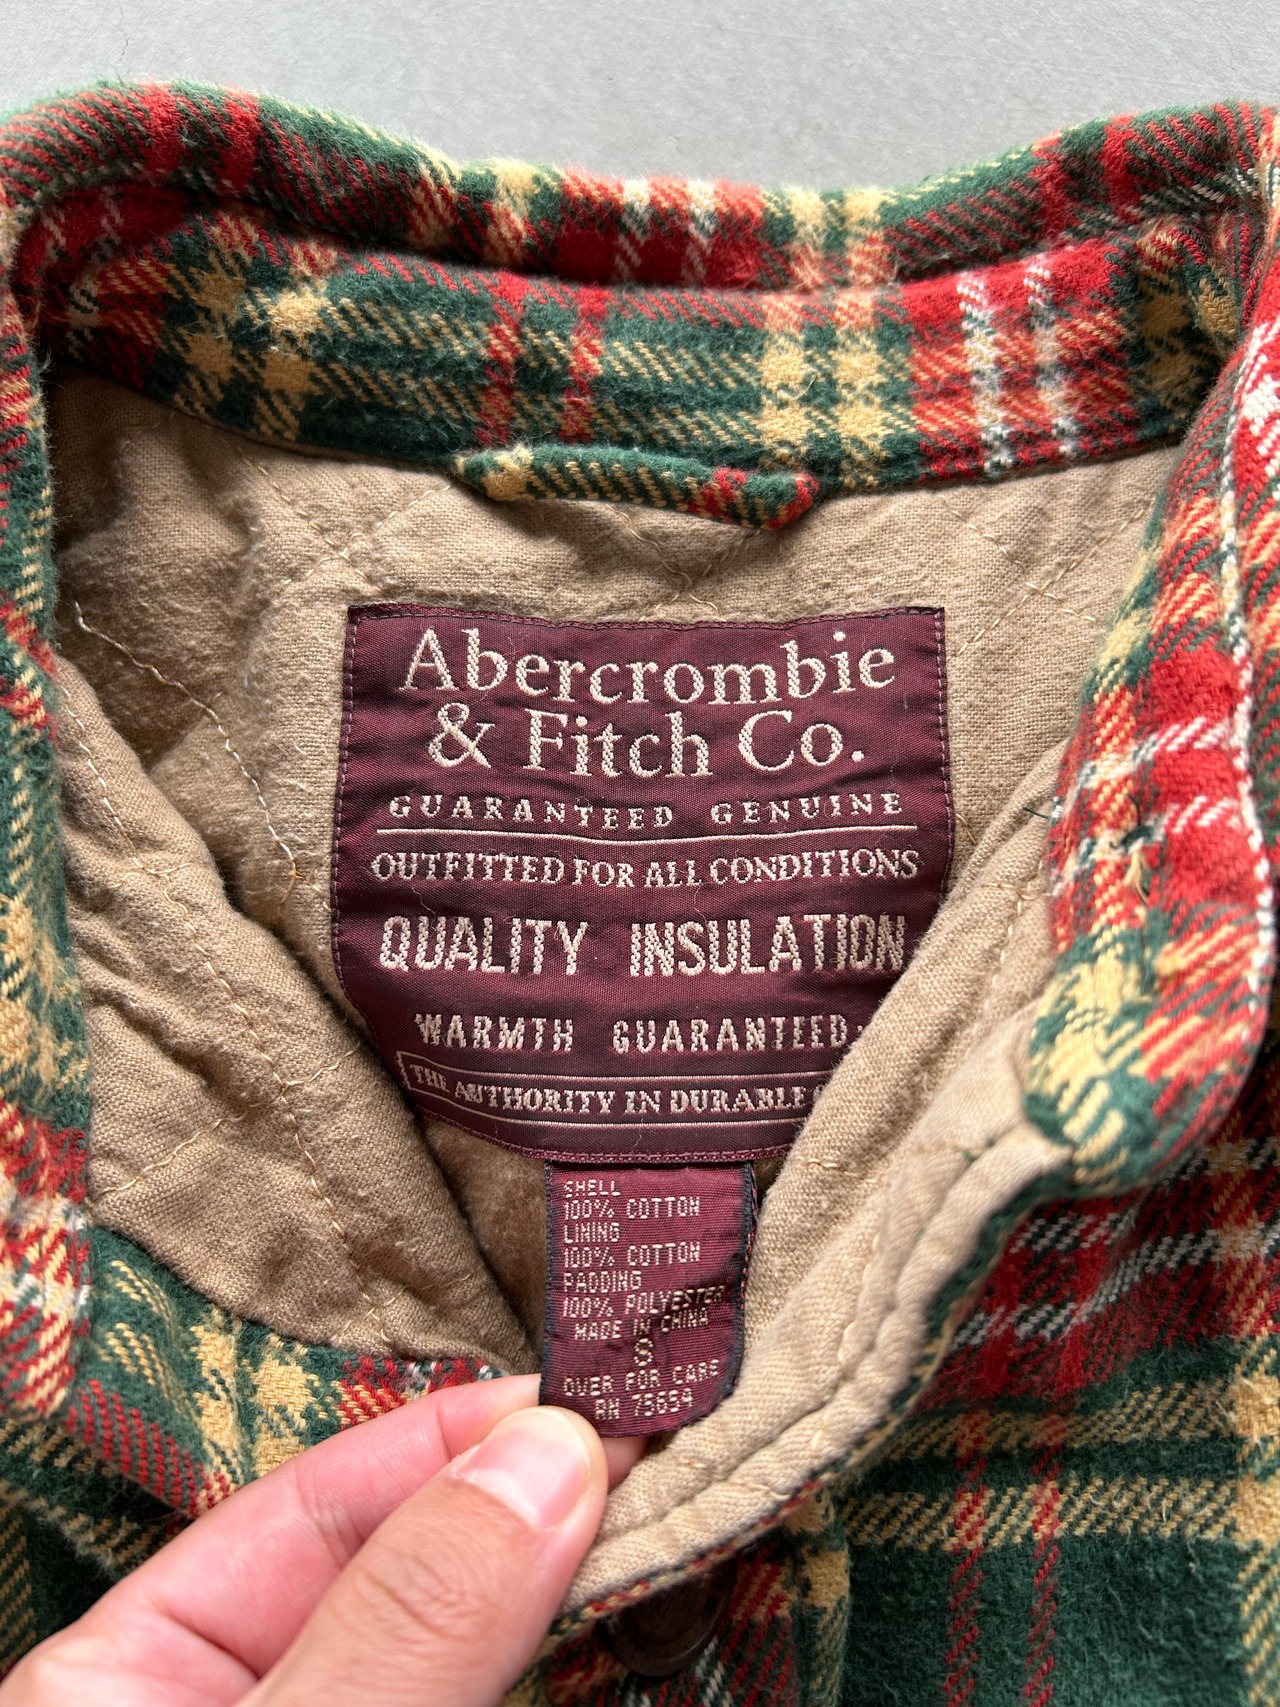 Abercrombie
& Fitch Co.
GUARANTEED GENUINE
OUTFITTED FOR ALL CONDITIONS
QUALITY INSULATION
WARMTH GUARANTEED.
THE AUTHORITY IN DURABLE
SHELL
100% COTTON
LINING
100% COTTON
PADDING
100% POLYESTER
MADE IN CHINA
S
OVER FOR CARE
RN 73654